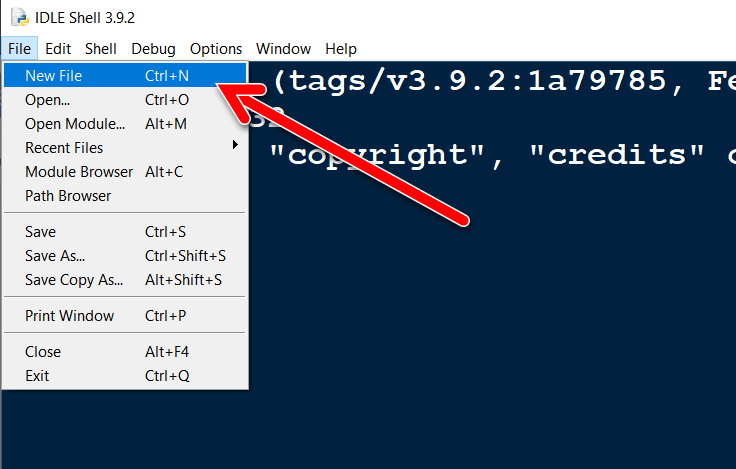 IDLE Shell 3.9.2
File Edit Shell Debug Options Window Help
New File Ctrl+N
Open... Ctrl+O
Open Module... Alt+M
Recent Files
Module Browser Alt+C
Path Browser
Save Ctrl+S
Save As... Ctrl+Shift+S
Save Copy As... Alt+Shift+S
Print Window Ctrl+P
Close Alt+F4
Exit Ctrl+Q
(tags/v3.9.2:1a79785, Fe
32
"copyright", "credits"